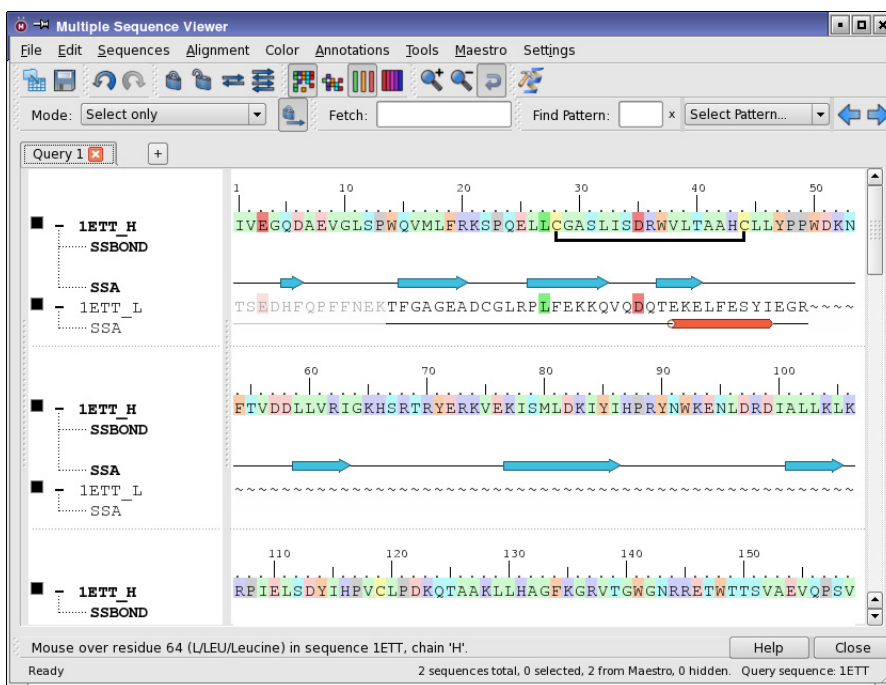 Multiple Sequence Viewer
File Edit Sequences Alignment Color Annotations Tools Maestro Settings
Mode: Select only Fetch: Find Pattern: x Select Pattern...
Query 1 +
1 10 20 30 40 50
1ETT_H IVEGQDAEVGLSPWQVMLFRKSPQELLCGASLISDRWVLTAAHCLLYPPWDKN
SSBOND
SSA
1ETT_L TSEDHFQPFFNEKTFGAGEADCGLRPLFEKKQVQDQTEKELFESYIEGR~~~~
SSA
60 70 80 90 100
1ETT_H FTVDDLLVRIGKHSRTRYERKVEKISMLDKIYIHPRYNWKENLDRDIALLKLK
SSBOND
SSA
1ETT_L ~~~~~~~~~~~~~~~~~~~~~~~~~~~~~~~~~~~~~~~~~~~~~~~~~~~~~
SSA
110 120 130 140 150
1ETT_H RPIELSDYIHPVCLPDKQTAAKLLHAGFKGRVTGWGNRRETWTTSVAEVQPSV
SSBOND
Mouse over residue 64 (L/LEU/Leucine) in sequence 1ETT, chain 'H'. Help Close
Ready 2 sequences total, 0 selected, 2 from Maestro, 0 hidden. Query sequence: 1ETT